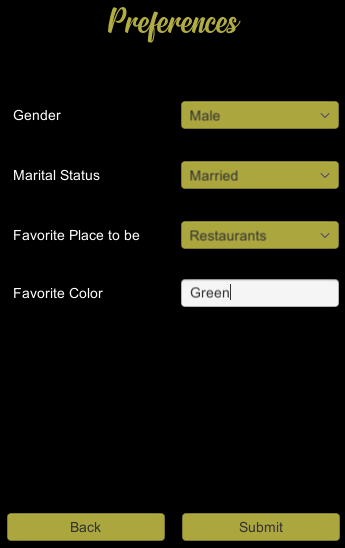 Preferences
Gender Male
Marital Status Married
Favorite Place to be Restaurants
Favorite Color Green
Back Submit